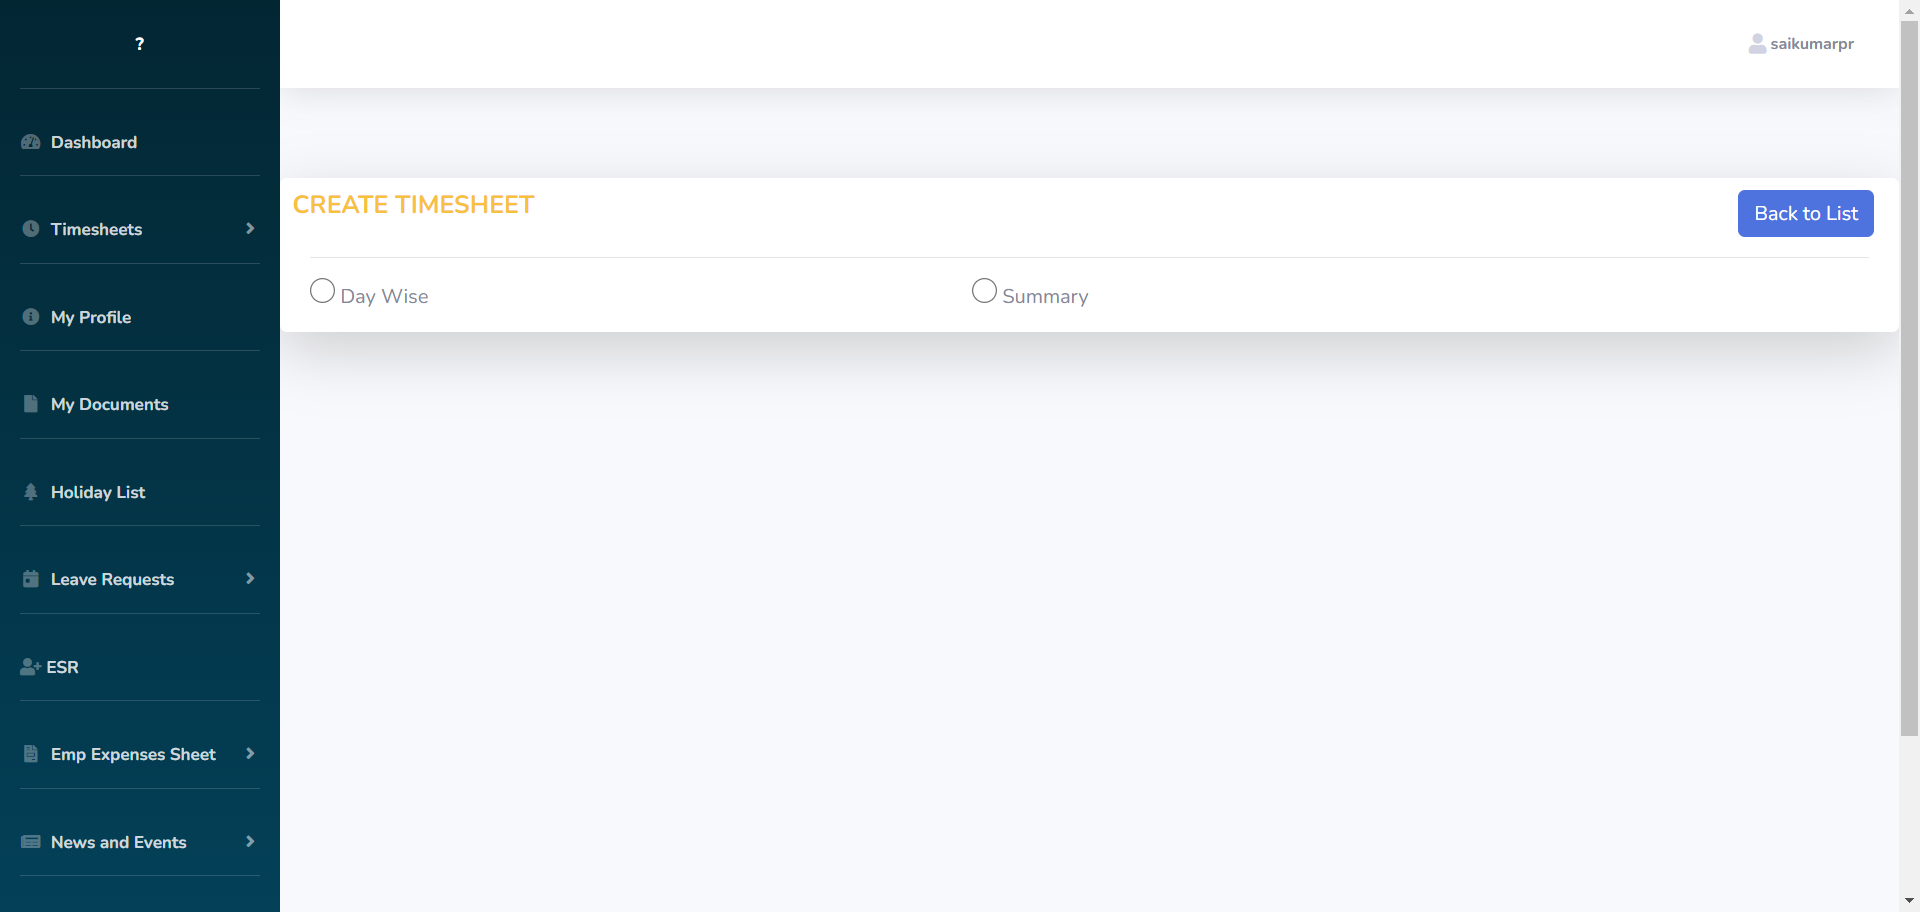 ?
saikumarpr
Dashboard
Timesheets
My Profile
My Documents
Holiday List
Leave Requests
ESR
Emp Expenses Sheet
News and Events
CREATE TIMESHEET
Back to List
Day Wise
Summary